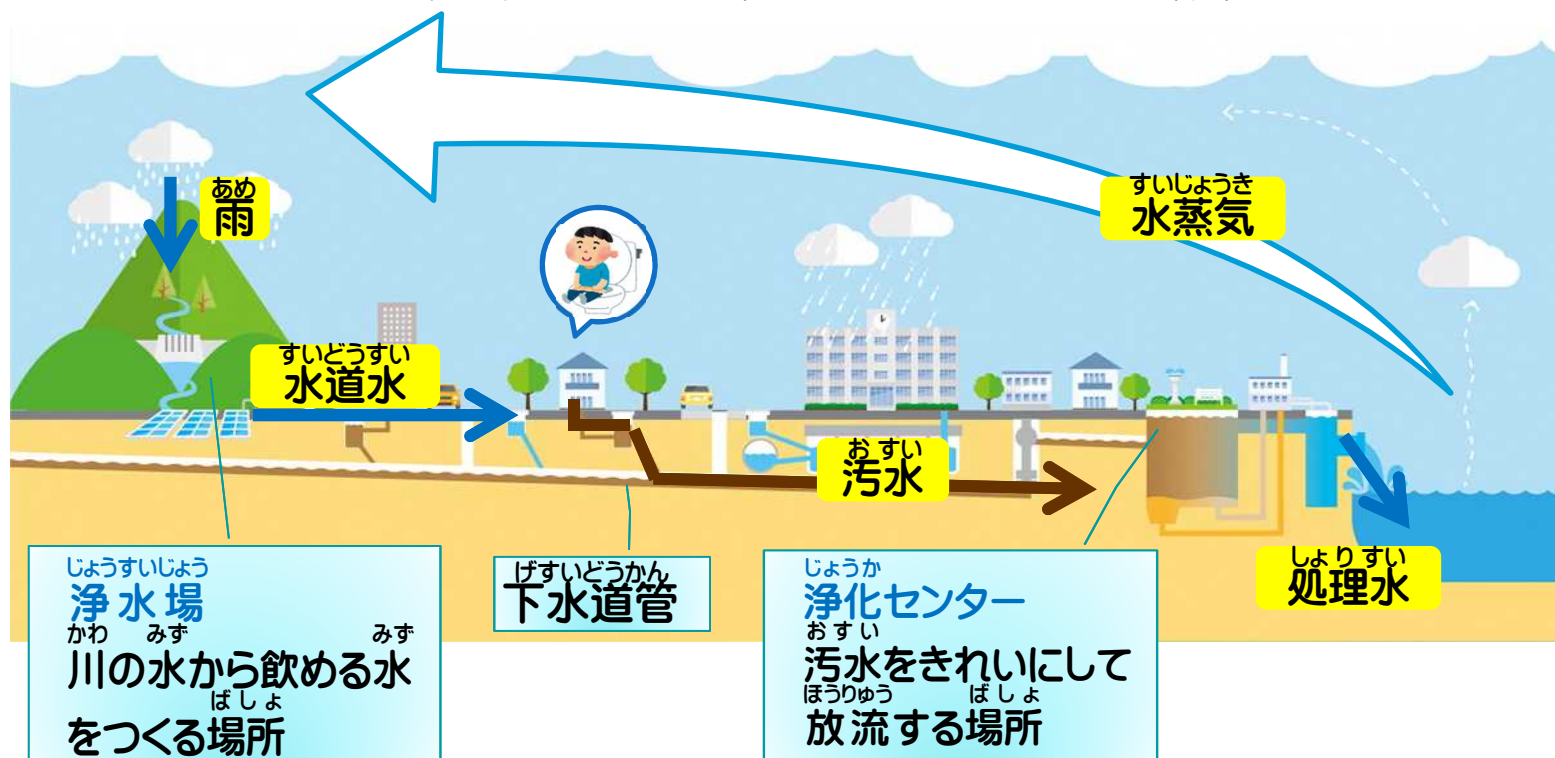 あめ
雨
すいじょうき
水蒸気
すいどうすい
水道水
おすい
汚水
しょりすい
処理水
じょうすいじょう
浄水場
かわ みず みず
川の水から飲める水
ばしょ
をつくる場所
げすいどうかん
下水道管
じょうか
浄化センター
おすい
汚水をきれいにして
ほうりゅう ばしょ
放流する場所